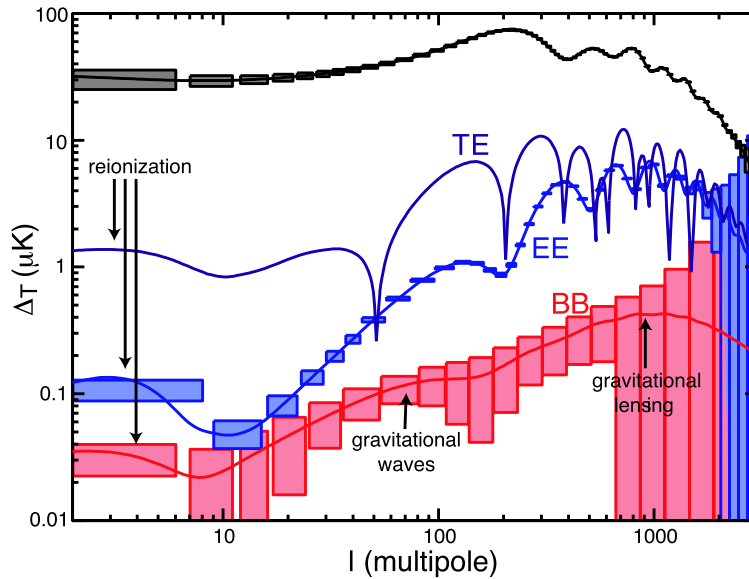 100
10
1
0.1
0.01
ΔT (μK)
reionization
TE
EE
BB
gravitational
waves
gravitational
lensing
10
100
1000
l (multipole)